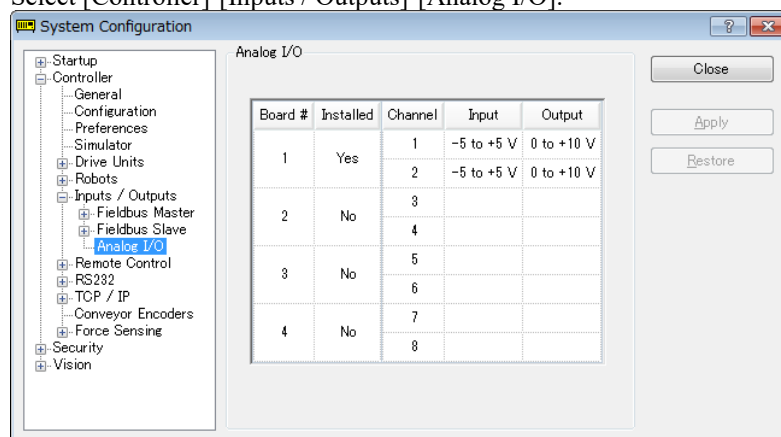 Select [Controller]-[Inputs / Outputs]-[Analog I/O].
System Configuration
Startup
Controller
General
Configuration
Preferences
Simulator
Drive Units
Robots
Inputs / Outputs
Fieldbus Master
Fieldbus Slave
Analog I/O
Remote Control
RS232
TCP / IP
Conveyor Encoders
Force Sensing
Security
Vision
Analog I/O
Board # Installed Channel Input Output
1 Yes 1 -5 to +5 V 0 to +10 V
2 -5 to +5 V 0 to +10 V
2 No 3
4
3 No 5
6
4 No 7
8
Close
Apply
Restore